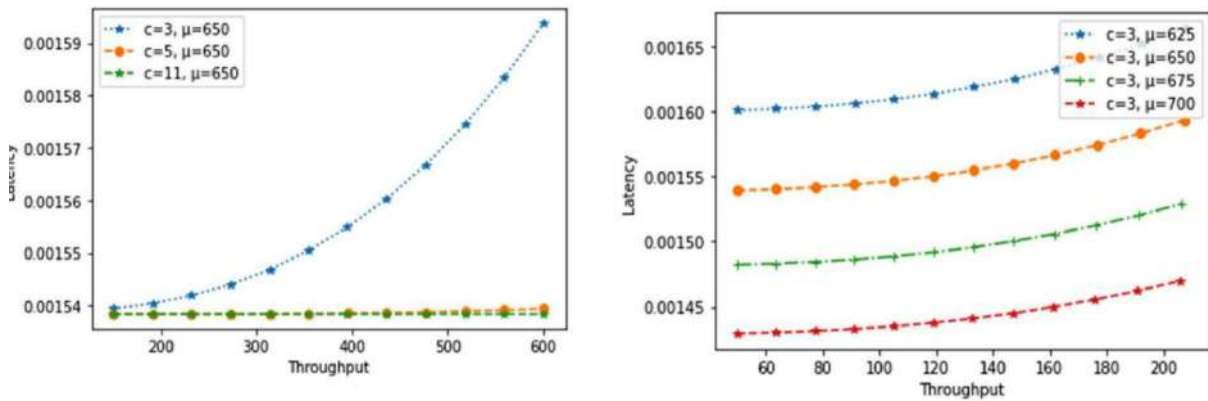 c=3, μ=650
c=5, μ=650
c=11, μ=650
0.00159
0.00158
0.00157
0.00156
0.00155
0.00154
Latency
200 300 400 500 600
Throughput
c=3, μ=625
c=3, μ=650
c=3, μ=675
c=3, μ=700
0.00165
0.00160
0.00155
0.00150
0.00145
Latency
60 80 100 120 140 160 180 200
Throughput